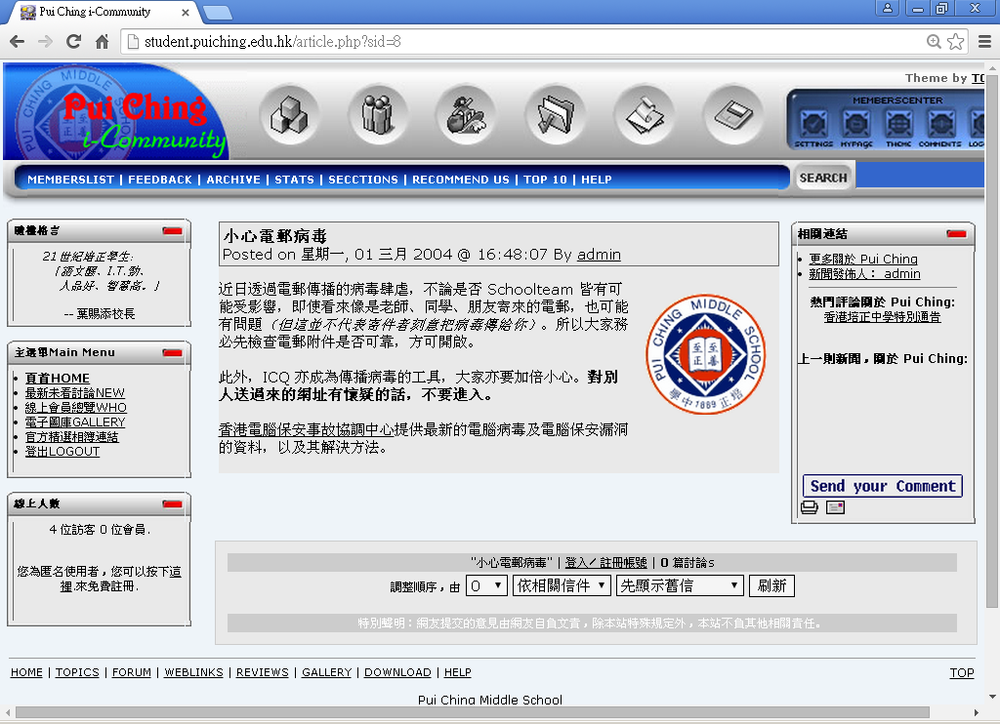 Pui Ching i-Community
student.puiching.edu.hk/article.php?sid=8
Theme by
Pui Ching
i-Community
PUI CHING MIDDLE SCHOOL
MEMBERSCENTER
SETTINGS MYPAGE THEME COMMENTS
MEMBERSLIST | FEEDBACK | ARCHIVE | STATS | SECCTIONS | RECOMMEND US | TOP 10 | HELP
SEARCH
隨機格言
21世紀培正學生:
「語文嫻、I.T.勁、
人品好、智慧高。」
-- 葉賜添校長
主選單Main Menu
頁首HOME
最新未看討論NEW
線上會員總覽WHO
電子圖庫GALLERY
官方精選相簿連結
登出LOGOUT
線上人數
4 位訪客 0 位會員.
您為匿名使用者，您可以按下這
裡.來免費註冊.
小心電郵病毒
Posted on 星期一, 01 三月 2004 @ 16:48:07 By admin
近日透過電郵傳播的病毒肆虐，不論是否 Schoolteam 皆有可
能受影響，即使看來像是老師、同學、朋友寄來的電郵，也可能
有問題（但這並不代表寄件者刻意把病毒傳給你）。所以大家務
必先檢查電郵附件是否可靠，方可開啟。
此外，ICQ 亦成為傳播病毒的工具，大家亦要加倍小心。對別
人送過來的網址有懷疑的話，不要進入。
香港電腦保安事故協調中心提供最新的電腦病毒及電腦保安漏洞
的資料，以及其解決方法。
PUI CHING MIDDLE SCHOOL
至正 至善
中學 1889 正培
相關連結
更多關於 Pui Ching
新聞發佈人： admin
熱門評論關於 Pui Ching:
香港培正中學特別通告
上一則新聞，關於 Pui Ching:
Send your Comment
"小心電郵病毒" | 登入／註冊帳號 | 0 篇討論s
調整順序，由 0 依相關信件 先顯示舊信 刷新
特別聲明：網友提交的意見由網友自負文責，除本站特殊規定外，本站不負其他相關責任。
HOME | TOPICS | FORUM | WEBLINKS | REVIEWS | GALLERY | DOWNLOAD | HELP
TOP
Pui Ching Middle School